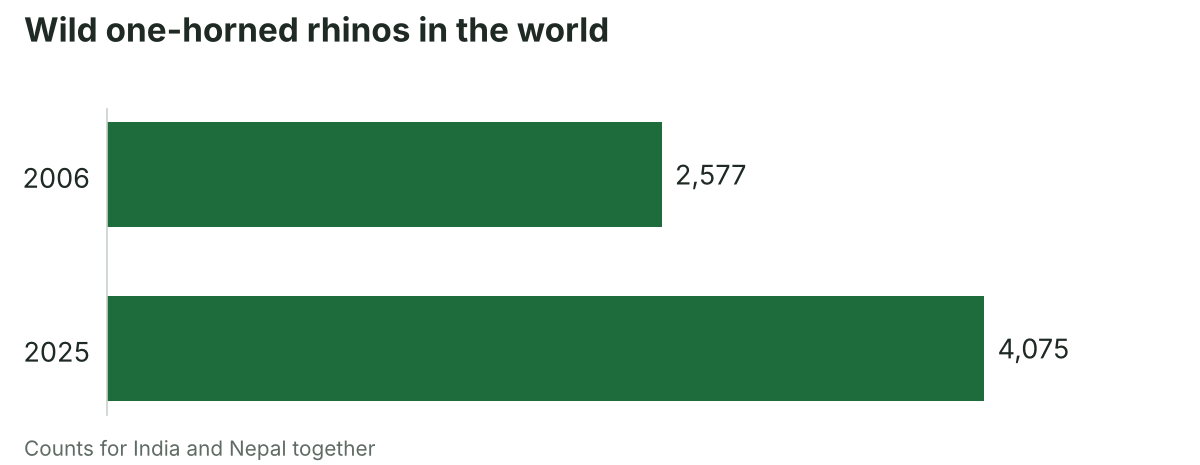 Wild one-horned rhinos in the world
2006
2,577
2025
4,075
Counts for India and Nepal together